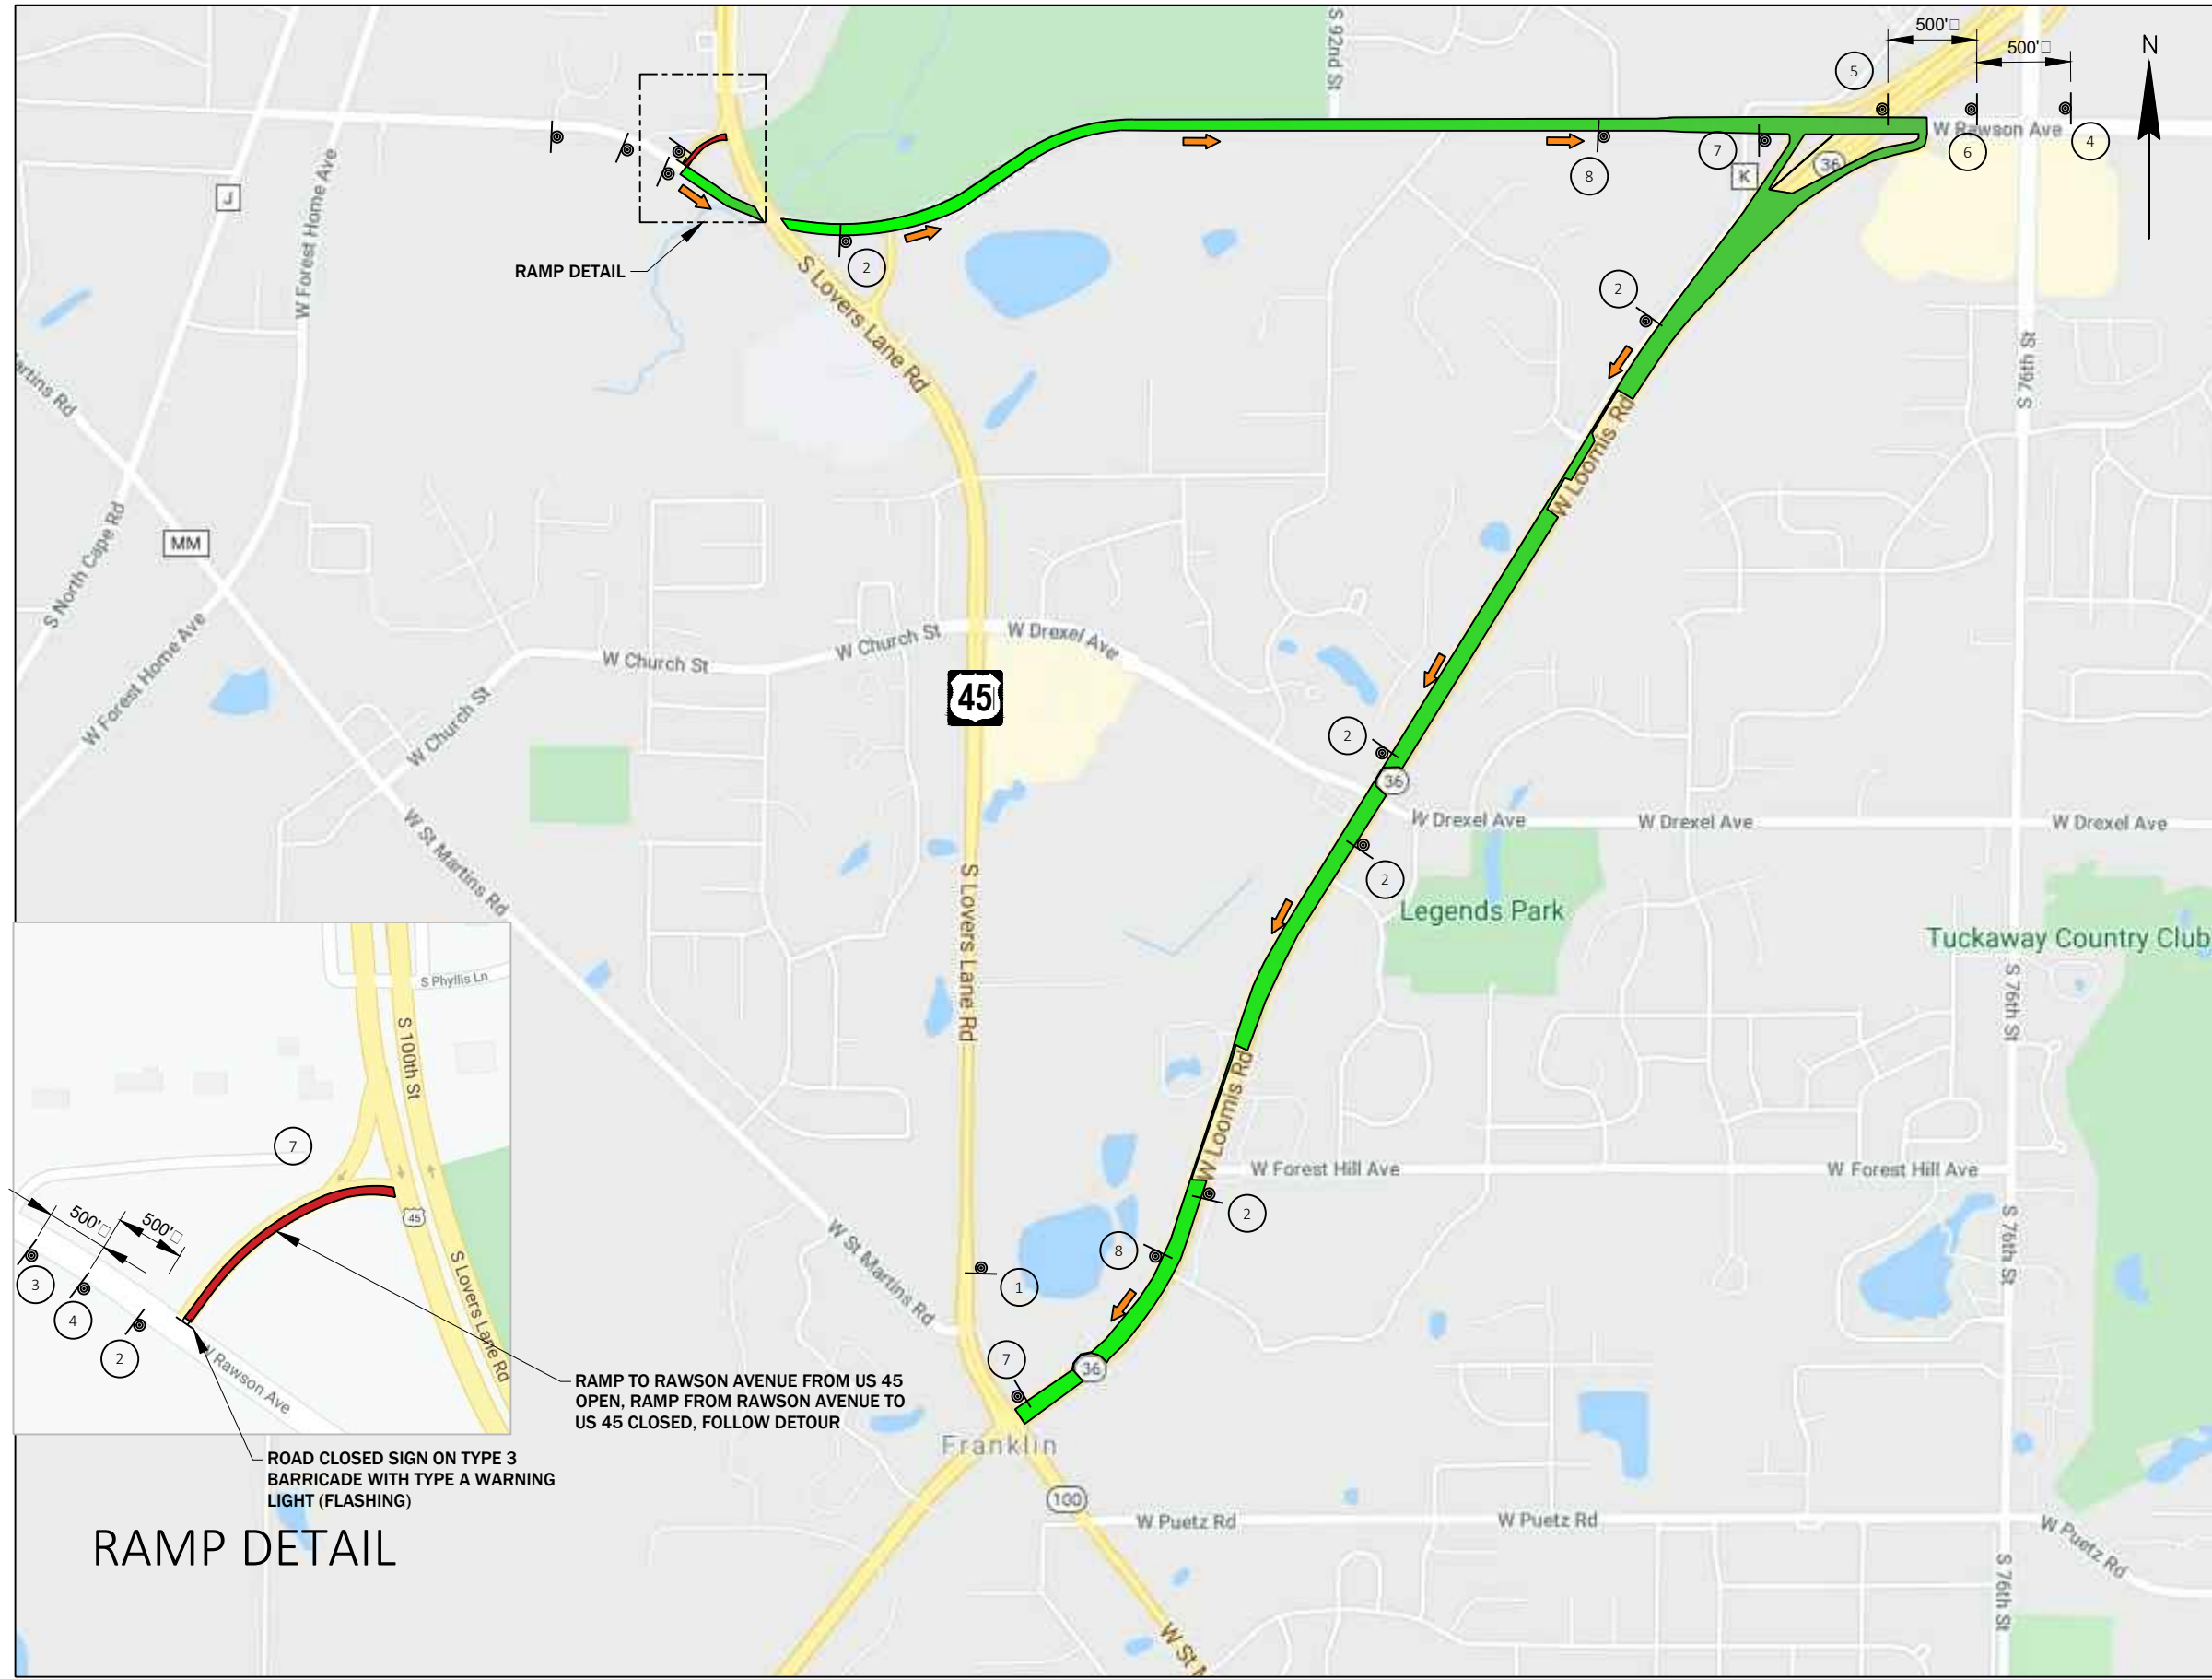 500'
500'
N
S 92nd St
5
W Rawson Ave
6
4
7
8
36
K
J
W Forest Home Ave
RAMP DETAIL
2
S Lovers Lane Rd
2
S 76th St
artins Rd
W Loomis Rd
MM
S North Cape Rd
W Forest Home Ave
W Church St
W Church St
W Drexel Ave
45
W Church St
2
36
W Drexel Ave
W Drexel Ave
W Drexel Ave
W St Martins Rd
2
S Lovers Lane Rd
Legends Park
Tuckaway Country Club
S 76th St
S Phyllis Ln
S 100th St
W Loomis Rd
7
W Forest Hill Ave
W Forest Hill Ave
2
500'
500'
45
S 76th St
3
4
2
S Lovers Lane Rd
W Rawson Ave
W St Martins Rd
8
1
7
36
RAMP TO RAWSON AVENUE FROM US 45
OPEN, RAMP FROM RAWSON AVENUE TO
US 45 CLOSED, FOLLOW DETOUR
Franklin
ROAD CLOSED SIGN ON TYPE 3
BARRICADE WITH TYPE A WARNING
LIGHT (FLASHING)
100
W Puetz Rd
W Puetz Rd
W Puetz Rd
RAMP DETAIL
S 76th St
W St